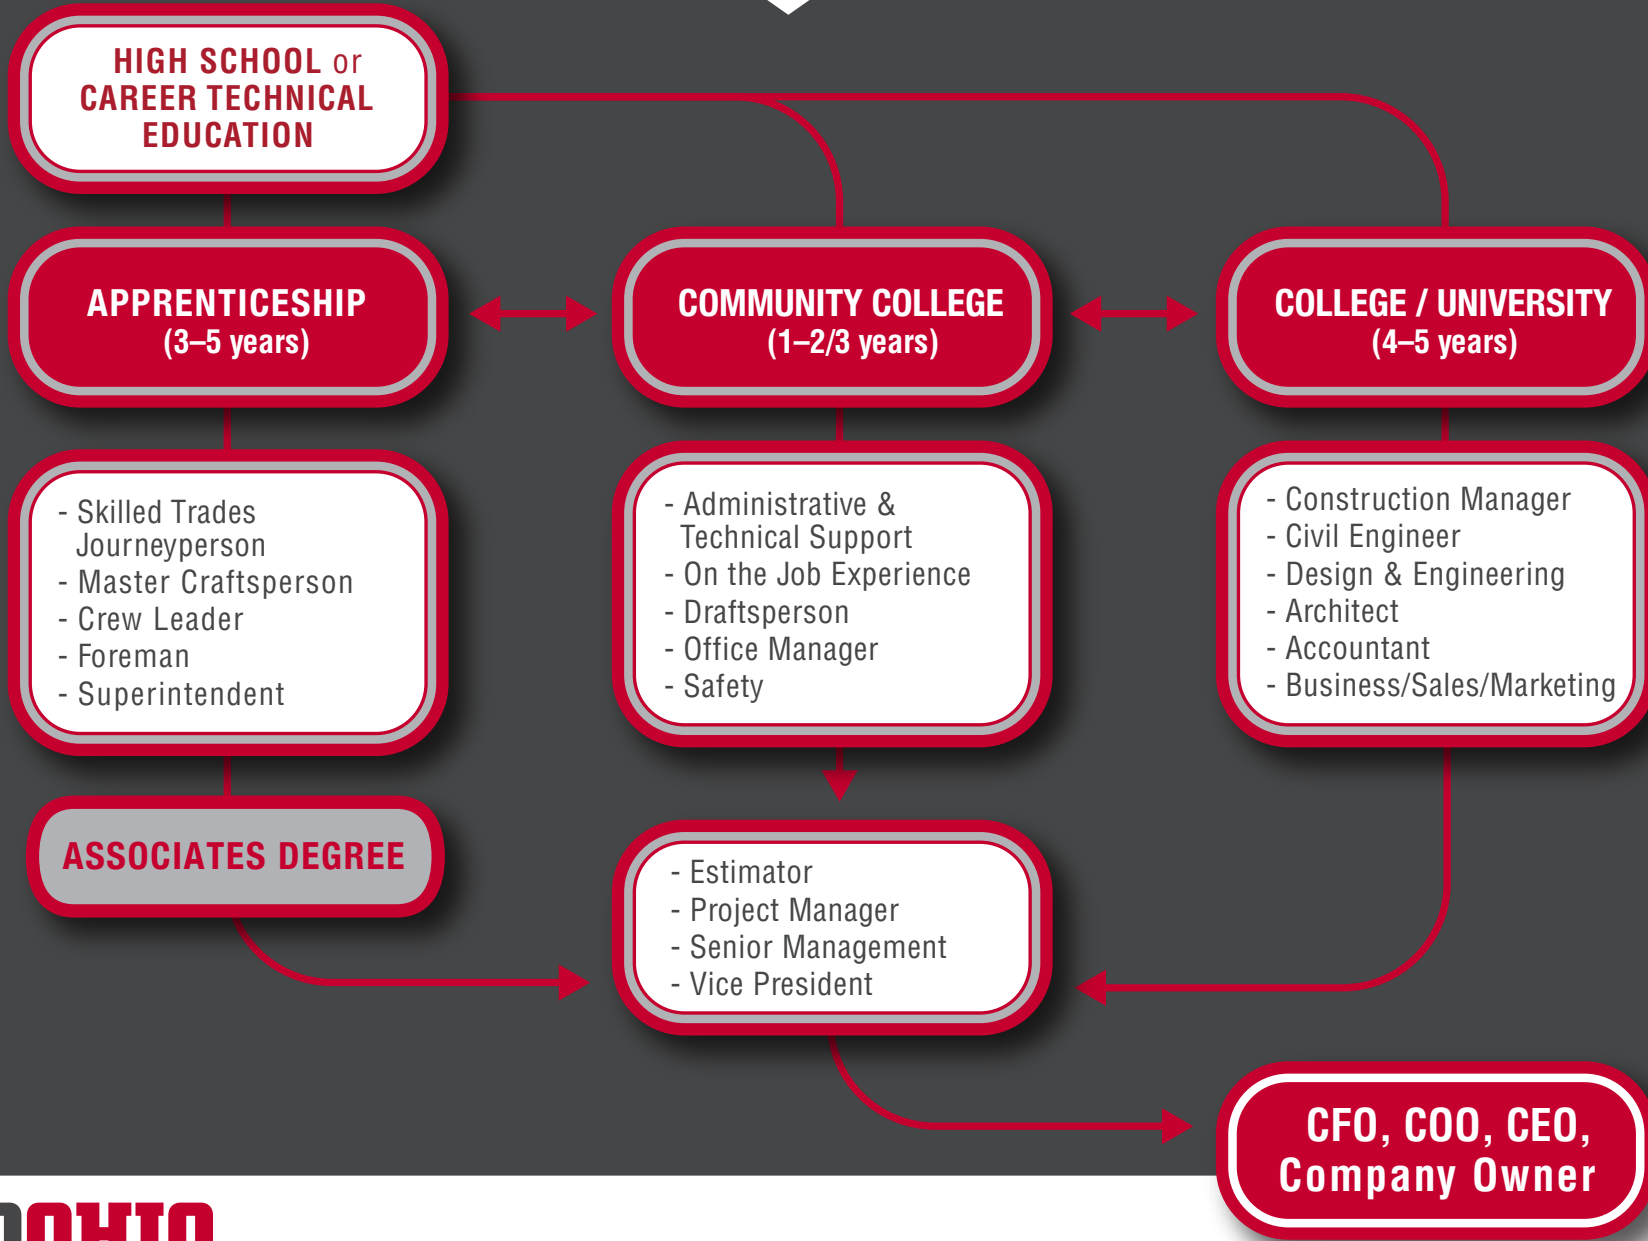 HIGH SCHOOL or
CAREER TECHNICAL
EDUCATION
APPRENTICESHIP
(3–5 years)
COMMUNITY COLLEGE
(1–2/3 years)
COLLEGE / UNIVERSITY
(4–5 years)
- Skilled Trades
Journeyperson
- Master Craftsperson
- Crew Leader
- Foreman
- Superintendent
- Administrative &
Technical Support
- On the Job Experience
- Draftsperson
- Office Manager
- Safety
- Construction Manager
- Civil Engineer
- Design & Engineering
- Architect
- Accountant
- Business/Sales/Marketing
ASSOCIATES DEGREE
- Estimator
- Project Manager
- Senior Management
- Vice President
CFO, COO, CEO,
Company Owner
OHIO